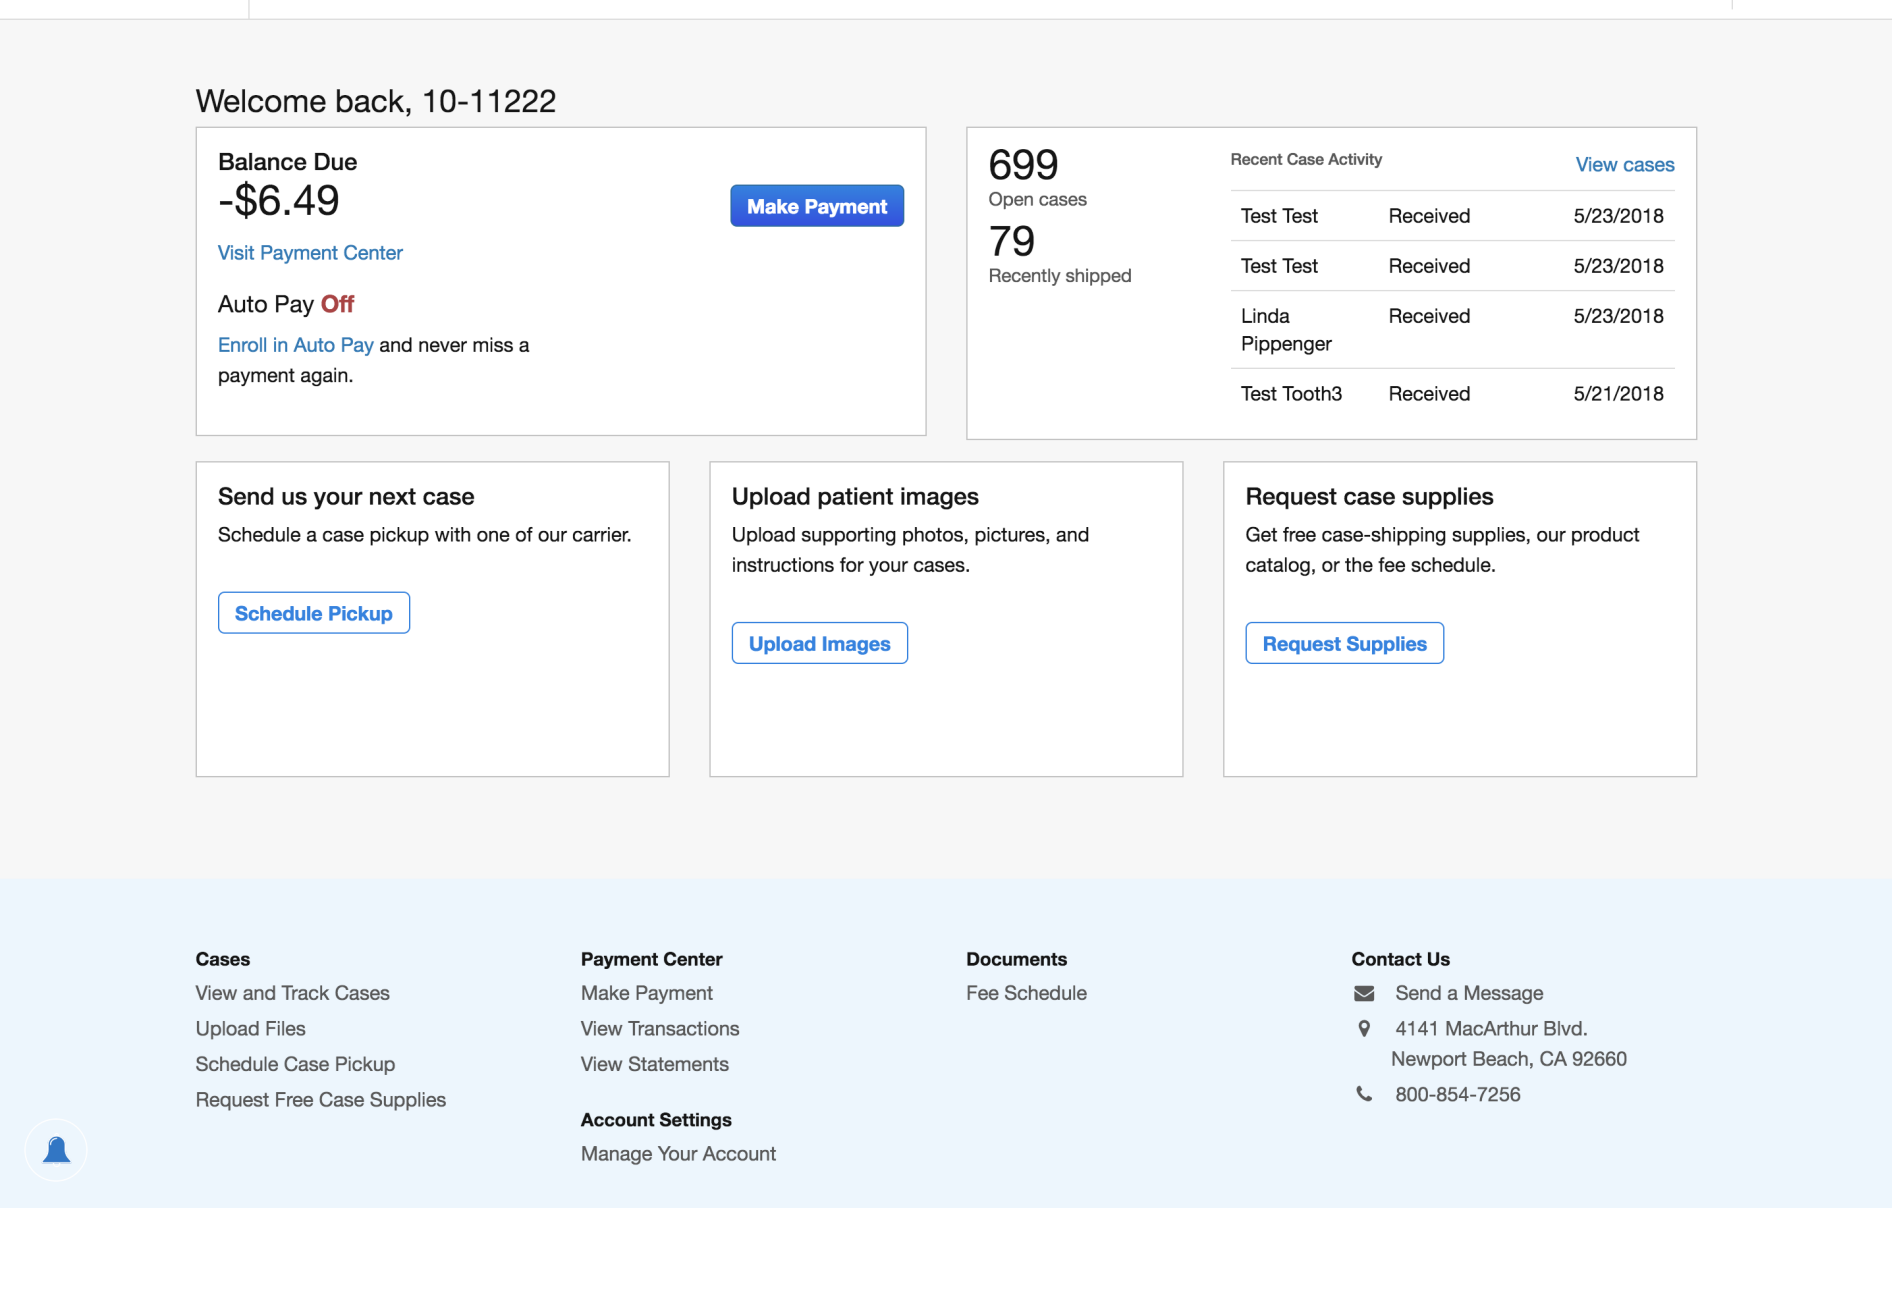 Welcome back, 10-11222
Balance Due
-$6.49
Make Payment
Visit Payment Center
Auto Pay Off
Enroll in Auto Pay and never miss a
payment again.
699
Open cases
79
Recently shipped
Recent Case Activity
View cases
Test Test Received 5/23/2018
Test Test Received 5/23/2018
Linda Received 5/23/2018
Pippenger
Test Tooth3 Received 5/21/2018
Send us your next case
Schedule a case pickup with one of our carrier.
Schedule Pickup
Upload patient images
Upload supporting photos, pictures, and
instructions for your cases.
Upload Images
Request case supplies
Get free case-shipping supplies, our product
catalog, or the fee schedule.
Request Supplies
Cases
View and Track Cases
Upload Files
Schedule Case Pickup
Request Free Case Supplies
Payment Center
Make Payment
View Transactions
View Statements
Account Settings
Manage Your Account
Documents
Fee Schedule
Contact Us
Send a Message
4141 MacArthur Blvd.
Newport Beach, CA 92660
800-854-7256